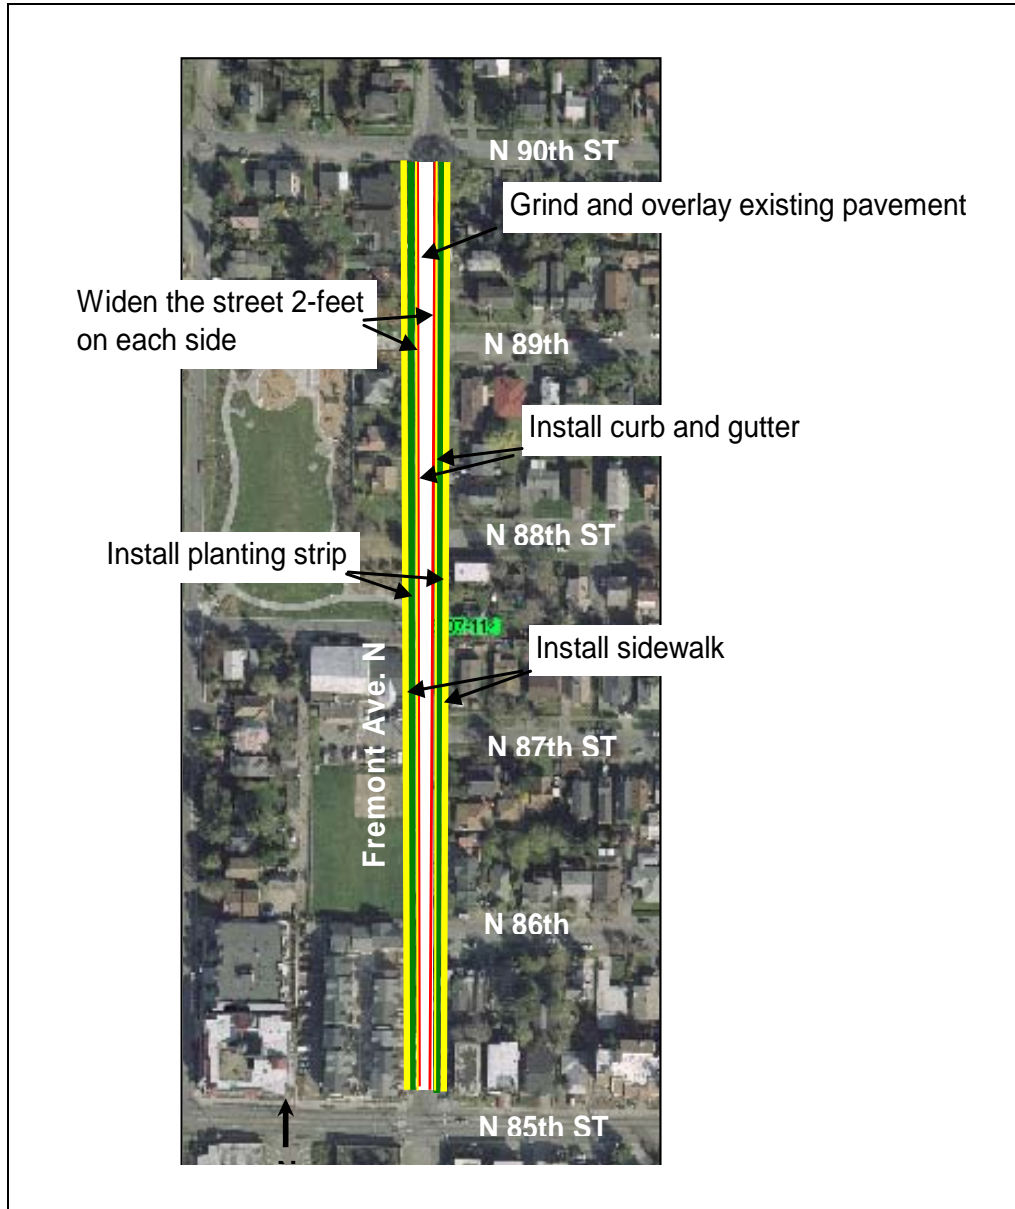 N 90th ST
Grind and overlay existing pavement
Widen the street 2-feet
on each side
N 89th
Install curb and gutter
N 88th ST
Install planting strip
Install sidewalk
Fremont Ave. N
N 87th ST
N 86th
N 85th ST